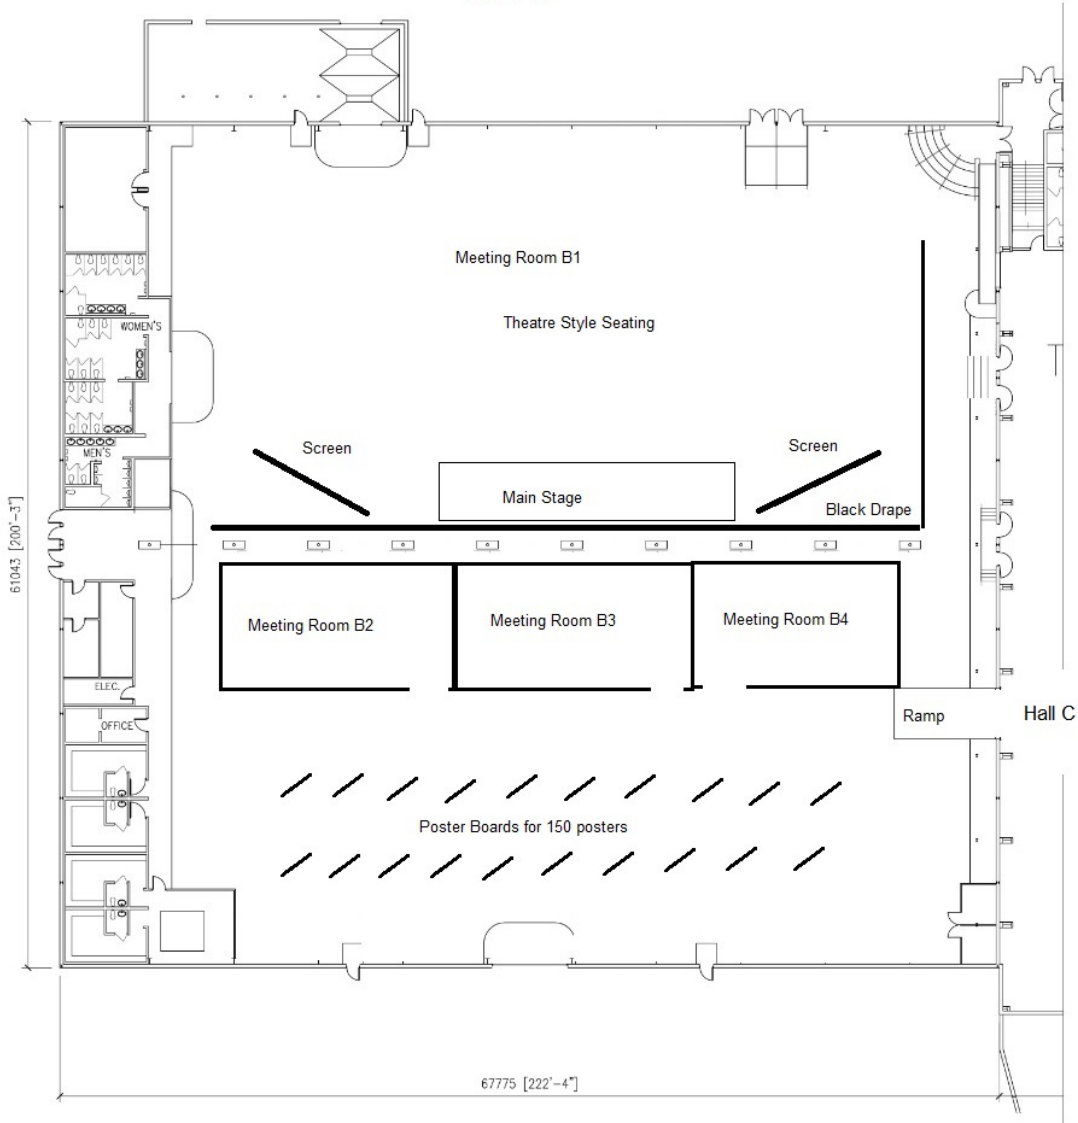 Meeting Room B1
Theatre Style Seating
WOMEN'S
MEN'S
Screen
Screen
Main Stage
Black Drape
61043 [200'-3"]
Meeting Room B2
Meeting Room B3
Meeting Room B4
ELEC.
OFFICE
Ramp
Hall C
Poster Boards for 150 posters
67775 [222'-4"]